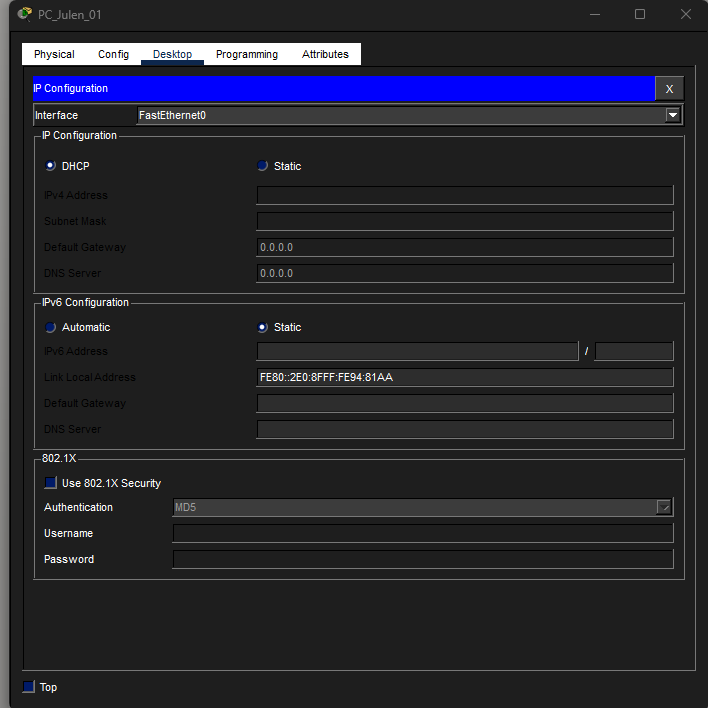 PC_Julen_01
Physical Config Desktop Programming Attributes
IP Configuration X
Interface FastEthernet0
IP Configuration
DHCP Static
IPv4 Address
Subnet Mask
Default Gateway 0.0.0.0
DNS Server 0.0.0.0
IPv6 Configuration
Automatic Static
IPv6 Address /
Link Local Address FE80::2E0:8FFF:FE94:81AA
Default Gateway
DNS Server
802.1X
Use 802.1X Security
Authentication MD5
Username
Password
Top